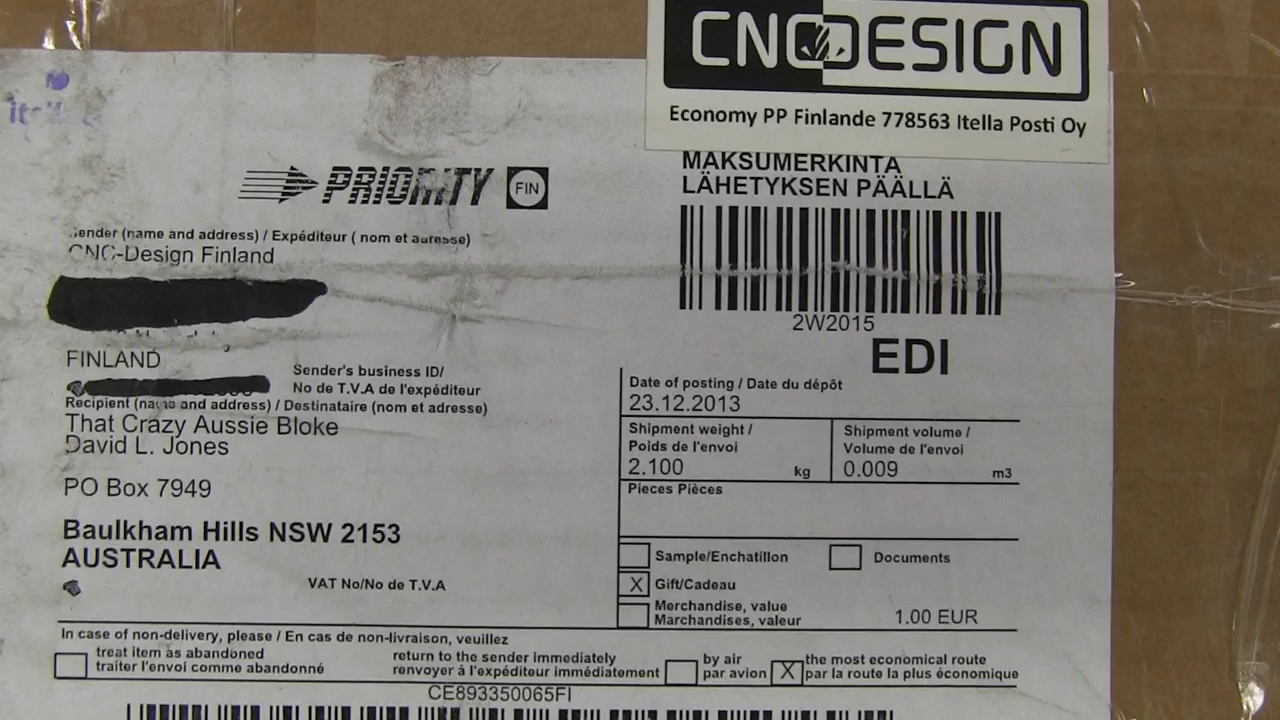 CNCDESIGN
Economy PP Finlande 778563 Itella Posti Oy
PRIORITY FIN
MAKSUMERKINTA
LÄHETYKSEN PÄÄLLÄ
2W2015
EDI
Sender (name and address) / Expéditeur ( nom et adresse)
CNC-Design Finland
FINLAND
Sender's business ID/
No de T.V.A de l'expéditeur
Recipient (name and address) / Destinataire (nom et adresse)
That Crazy Aussie Bloke
David L. Jones
PO Box 7949
Baulkham Hills NSW 2153
AUSTRALIA
VAT No/No de T.V.A
Date of posting / Date du dépôt
23.12.2013
Shipment weight /
Poids de l'envoi
2.100 kg
Shipment volume /
Volume de l'envoi
0.009 m3
Pieces Pièces
Sample/Enchatillon
Documents
X Gift/Cadeau
Merchandise, value
Marchandises, valeur
1.00 EUR
In case of non-delivery, please / En cas de non-livraison, veuillez
treat item as abandoned
traiter l'envoi comme abandonné
return to the sender immediately
renvoyer à l'expéditeur immédiatement
by air
par avion
X the most economical route
par la route la plus économique
CE893350065FI